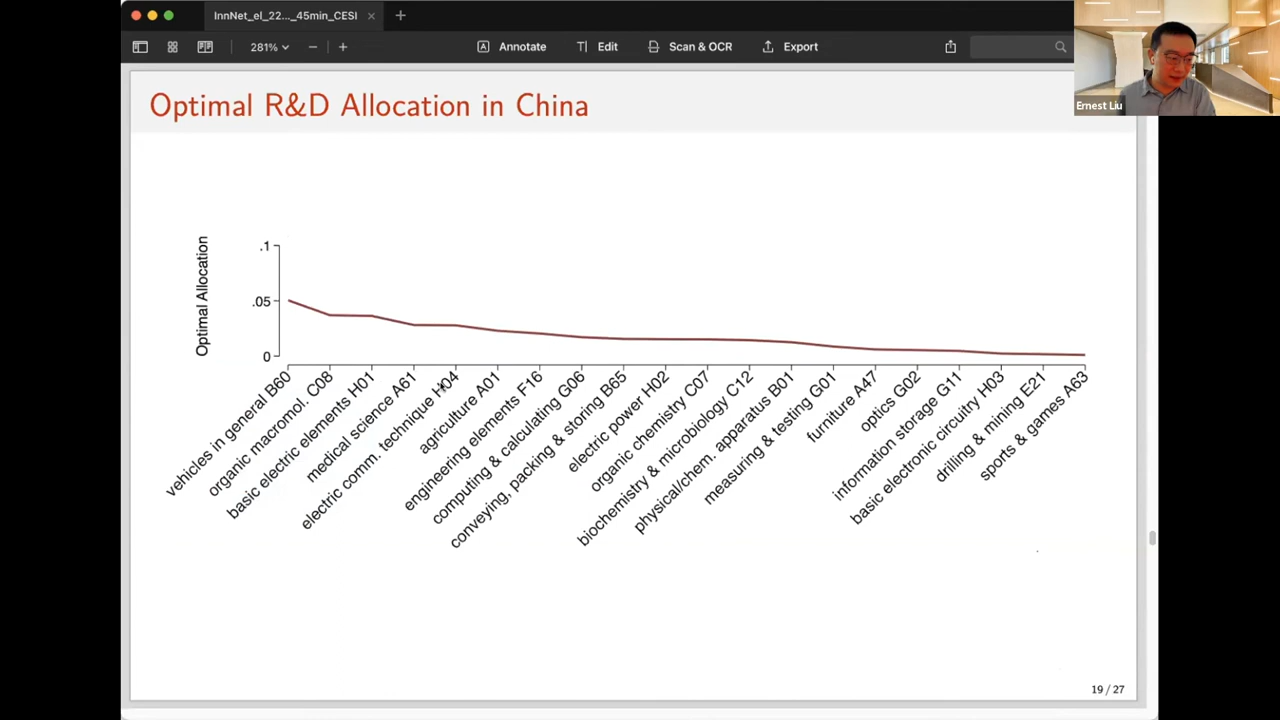 InnNet_el_22..._45min_CESI
281%
Annotate
Edit
Scan & OCR
Export
Ernest Liu
Optimal R&D Allocation in China
Optimal Allocation
.1
.05
0
vehicles in general B60
organic macromol. C08
basic electric elements H01
medical science A61
electric comm. technique H04
agriculture A01
engineering elements F16
computing & calculating G06
conveying, packing & storing B65
electric power H02
organic chemistry C07
biochemistry & microbiology C12
physical/chem. apparatus B01
measuring & testing G01
furniture A47
optics G02
information storage G11
basic electronic circuitry H03
drilling & mining E21
sports & games A63
19 / 27